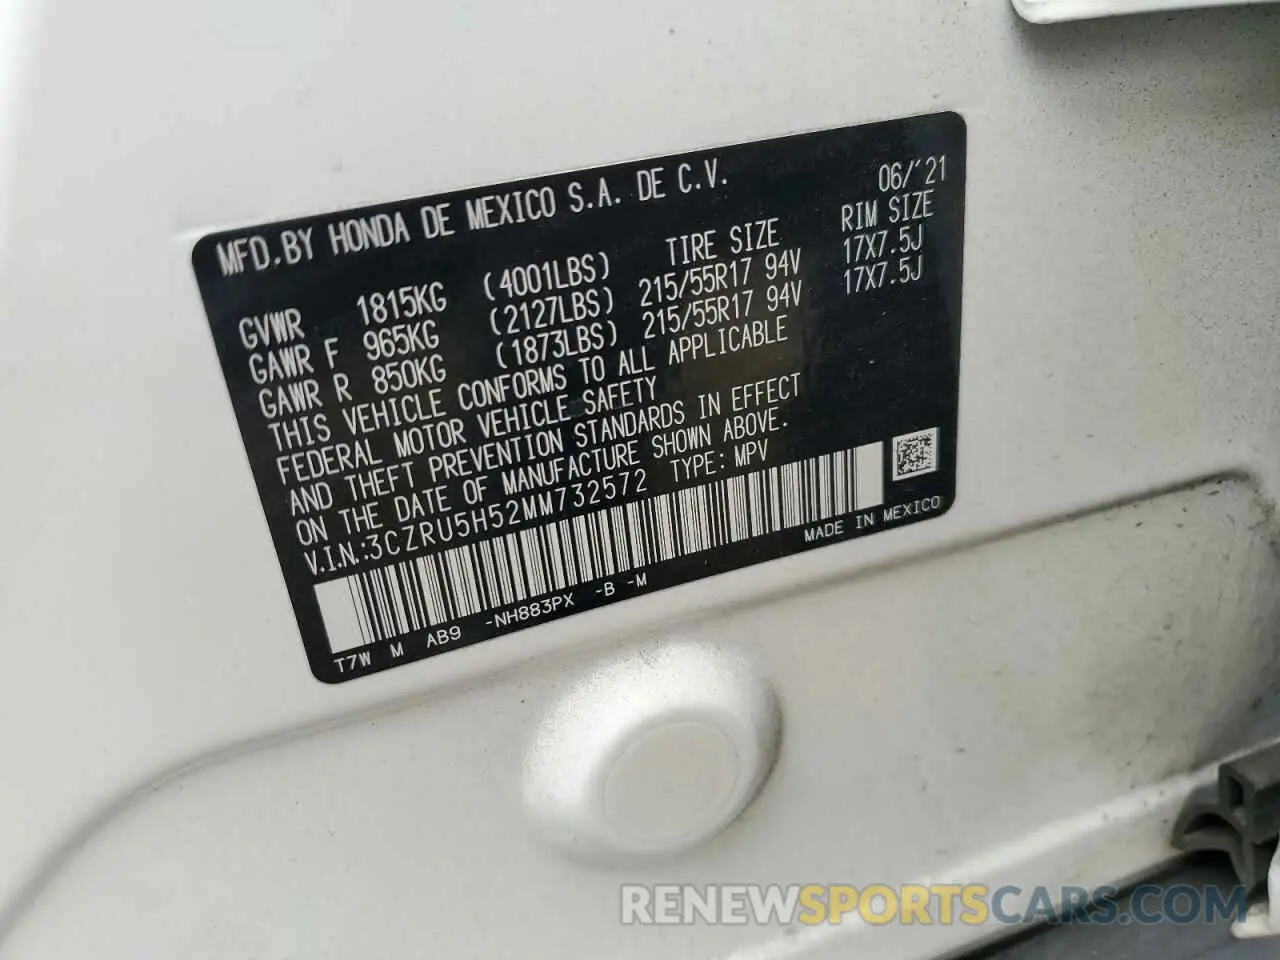 MFD.BY HONDA DE MEXICO S.A. DE C.V. 06/'21
TIRE SIZE RIM SIZE
GVWR 1815KG (4001LBS)
GAWR F 965KG (2127LBS) 215/55R17 94V 17X7.5J
GAWR R 850KG (1873LBS) 215/55R17 94V 17X7.5J
THIS VEHICLE CONFORMS TO ALL APPLICABLE
FEDERAL MOTOR VEHICLE SAFETY
AND THEFT PREVENTION STANDARDS IN EFFECT
ON THE DATE OF MANUFACTURE SHOWN ABOVE.
V.I.N.:3CZRU5H52MM732572 TYPE: MPV
MADE IN MEXICO
T7W M AB9 -NH883PX -B -M
RENEWSPORTSCARS.COM